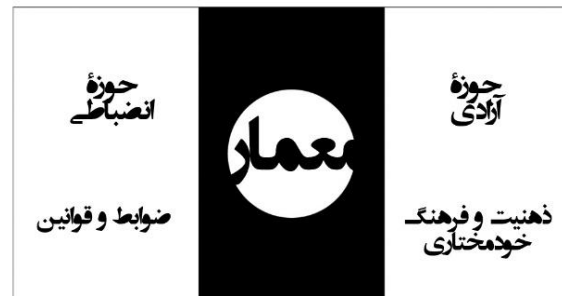 حوزهٔ
آزادی
ذهنیت و فرهنگ
خودمختاری
معمار
حوزهٔ
انضباطی
ضوابط و قوانین